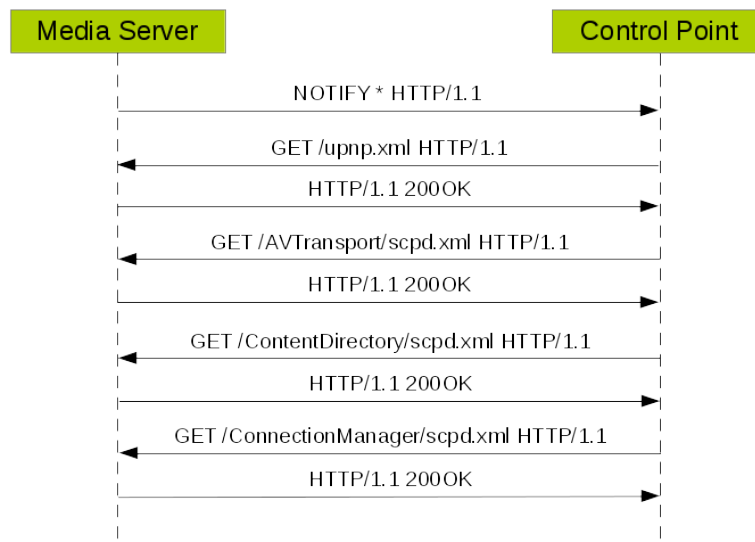 Media Server
Control Point
NOTIFY * HTTP/1.1
GET /upnp.xml HTTP/1.1
HTTP/1.1 200OK
GET /AVTransport/scpd.xml HTTP/1.1
HTTP/1.1 200OK
GET /ContentDirectory/scpd.xml HTTP/1.1
HTTP/1.1 200OK
GET /ConnectionManager/scpd.xml HTTP/1.1
HTTP/1.1 200OK